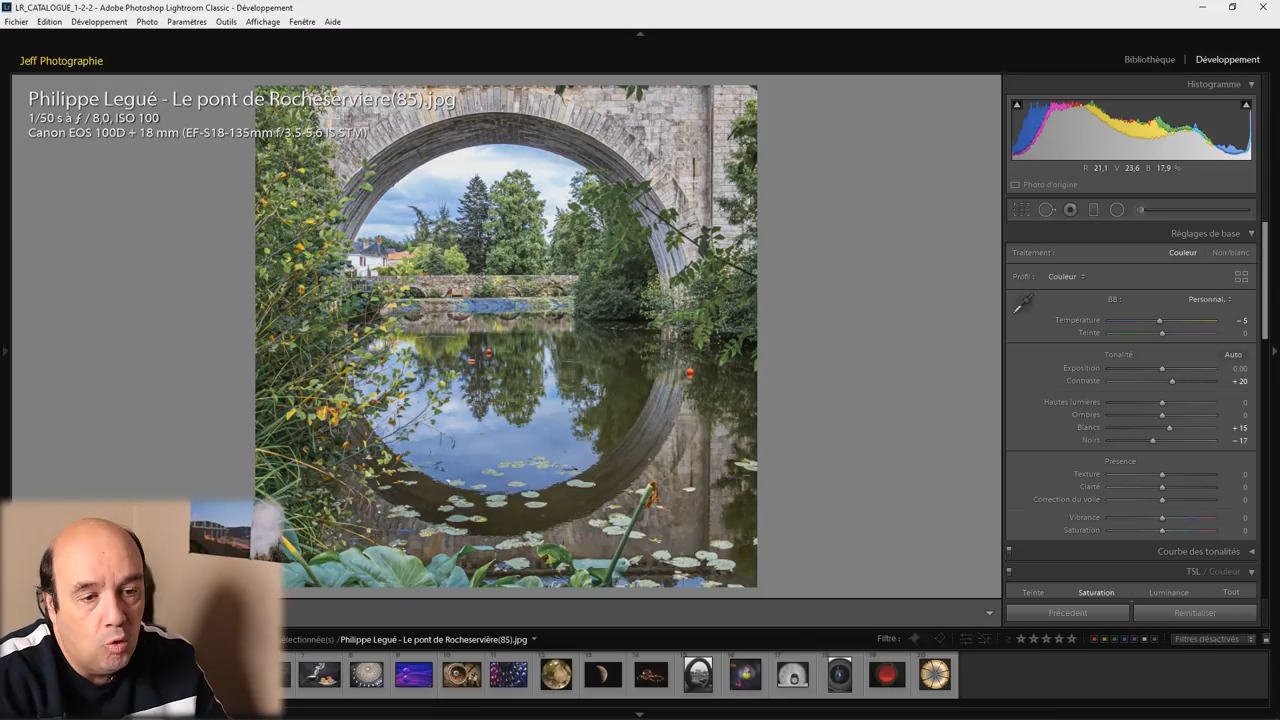 LR_CATALOGUE_1-2-2 - Adobe Photoshop Lightroom Classic - Développement
Fichier Edition Développement Photo Paramètres Outils Affichage Fenêtre Aide
Jeff Photographie
Bibliothèque | Développement
Philippe Legué - Le pont de Rocheservière(85).jpg
1/50 s à ƒ / 8,0, ISO 100
Canon EOS 100D + 18 mm (EF-S18-135mm f/3.5-5.6 IS STM)
Histogramme
R 21,1 V 23,6 B 17,9 %
Photo d'origine
Réglages de base
Traitement : Couleur Noir/blanc
Profil : Couleur
BB : Personnal.
Température - 5
Teinte 0
Tonalité Auto
Exposition 0,00
Contraste + 20
Hautes lumières 0
Ombres 0
Blancs + 15
Noirs - 17
Présence
Texture 0
Clarté 0
Correction du voile 0
Vibrance 0
Saturation 0
Courbe des tonalités
TSL / Couleur
Teinte Saturation Luminance Tout
Précédent Réinitialiser
électionnée(s) /Philippe Legué - Le pont de Rocheservière(85).jpg
Filtre : Filtres désactivés